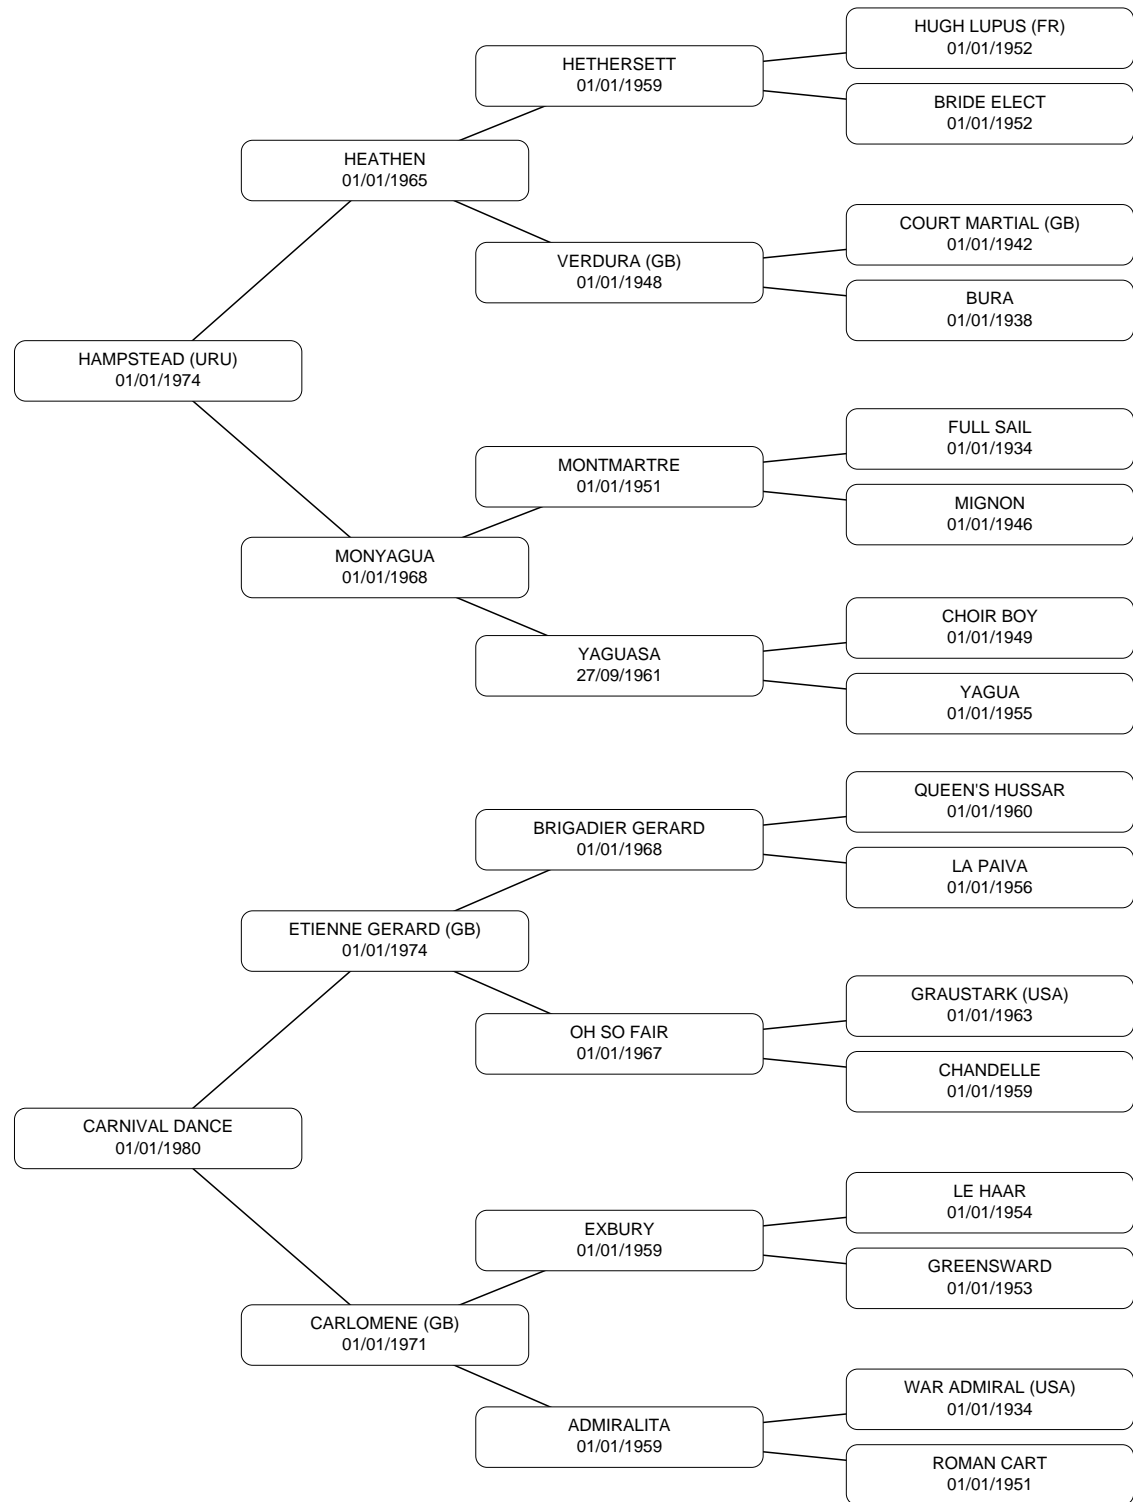 HUGH LUPUS (FR)
01/01/1952
HETHERSETT
01/01/1959
BRIDE ELECT
01/01/1952
HEATHEN
01/01/1965
COURT MARTIAL (GB)
01/01/1942
VERDURA (GB)
01/01/1948
BURA
01/01/1938
HAMPSTEAD (URU)
01/01/1974
FULL SAIL
01/01/1934
MONTMARTRE
01/01/1951
MIGNON
01/01/1946
MONYAGUA
01/01/1968
CHOIR BOY
01/01/1949
YAGUASA
27/09/1961
YAGUA
01/01/1955
QUEEN'S HUSSAR
01/01/1960
BRIGADIER GERARD
01/01/1968
LA PAIVA
01/01/1956
ETIENNE GERARD (GB)
01/01/1974
GRAUSTARK (USA)
01/01/1963
OH SO FAIR
01/01/1967
CHANDELLE
01/01/1959
CARNIVAL DANCE
01/01/1980
LE HAAR
01/01/1954
EXBURY
01/01/1959
GREENSWARD
01/01/1953
CARLOMENE (GB)
01/01/1971
WAR ADMIRAL (USA)
01/01/1934
ADMIRALITA
01/01/1959
ROMAN CART
01/01/1951